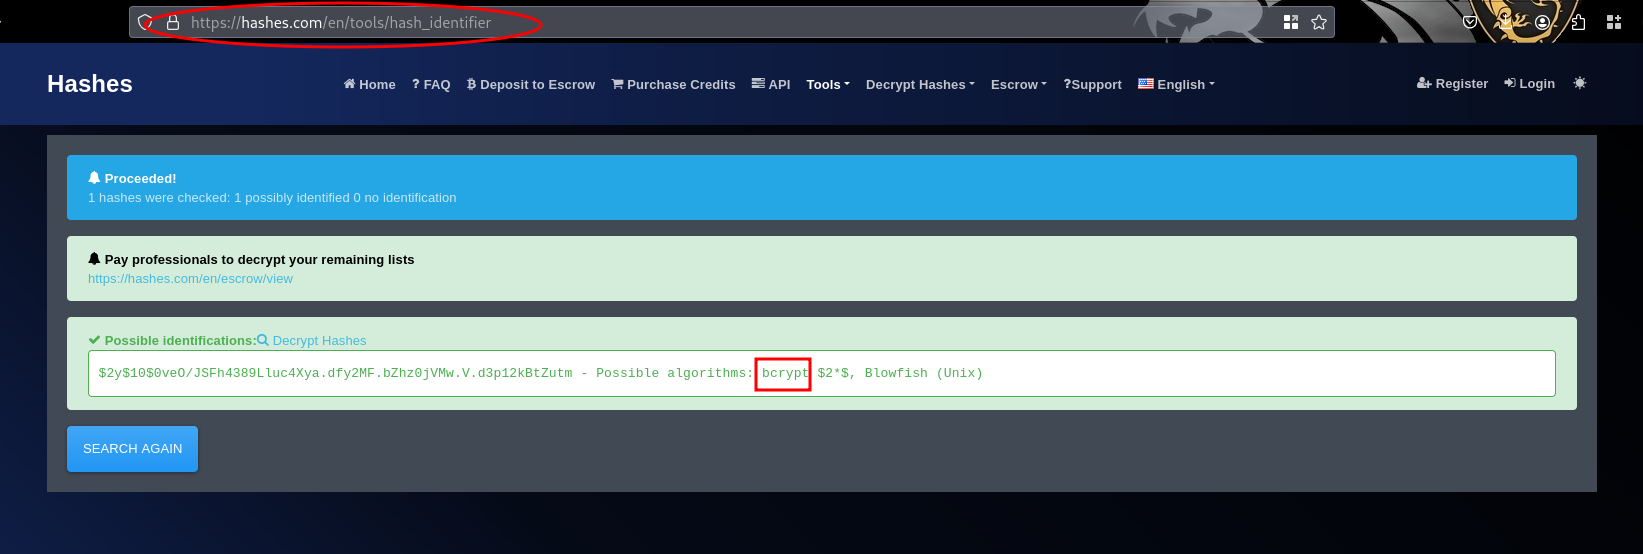 https://hashes.com/en/tools/hash_identifier
Hashes Home ? FAQ Deposit to Escrow Purchase Credits API Tools Decrypt Hashes Escrow ?Support English Register Login
Proceeded!
1 hashes were checked: 1 possibly identified 0 no identification
Pay professionals to decrypt your remaining lists
https://hashes.com/en/escrow/view
Possible identifications: Decrypt Hashes
$2y$10$0veO/JSFh4389Lluc4Xya.dfy2MF.bZhz0jVMw.V.d3p12kBtZutm - Possible algorithms: bcrypt $2*$, Blowfish (Unix)
SEARCH AGAIN